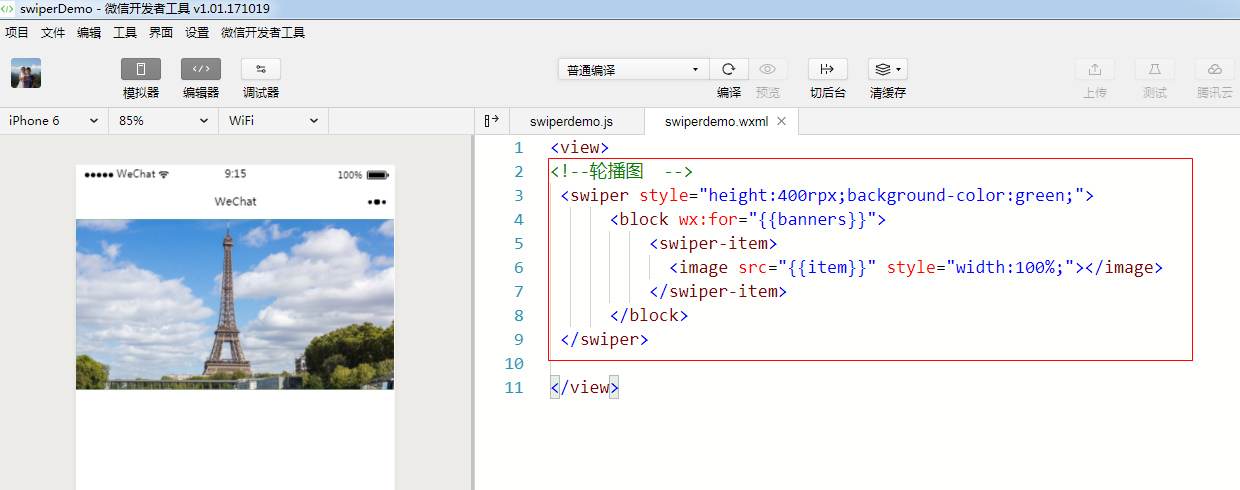 swiperDemo - 微信开发者工具 v1.01.171019
项目 文件 编辑 工具 界面 设置 微信开发者工具
普通编译
模拟器 编辑器 调试器 编译 预览 切后台 清缓存 上传 测试 腾讯云
iPhone 6 85% WiFi swiperdemo.js swiperdemo.wxml
WeChat 9:15 100%
WeChat
1 <view>
2 <!--轮播图  -->
3 <swiper style="height:400rpx;background-color:green;">
4 <block wx:for="{{banners}}">
5 <swiper-item>
6 <image src="{{item}}" style="width:100%;"></image>
7 </swiper-item>
8 </block>
9 </swiper>
10
11 </view>